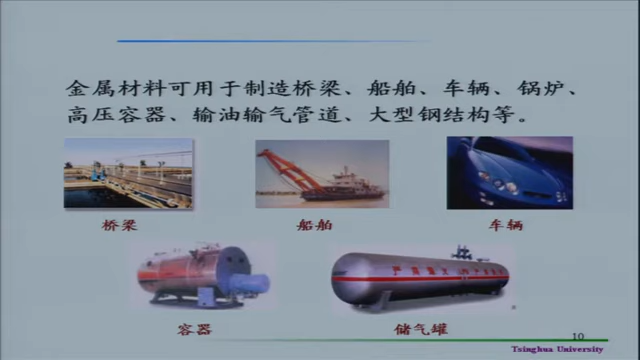 金属材料可用于制造桥梁、船舶、车辆、锅炉、
高压容器、输油输气管道、大型钢结构等。
桥梁
船舶
车辆
容器
储气罐
10
Tsinghua University